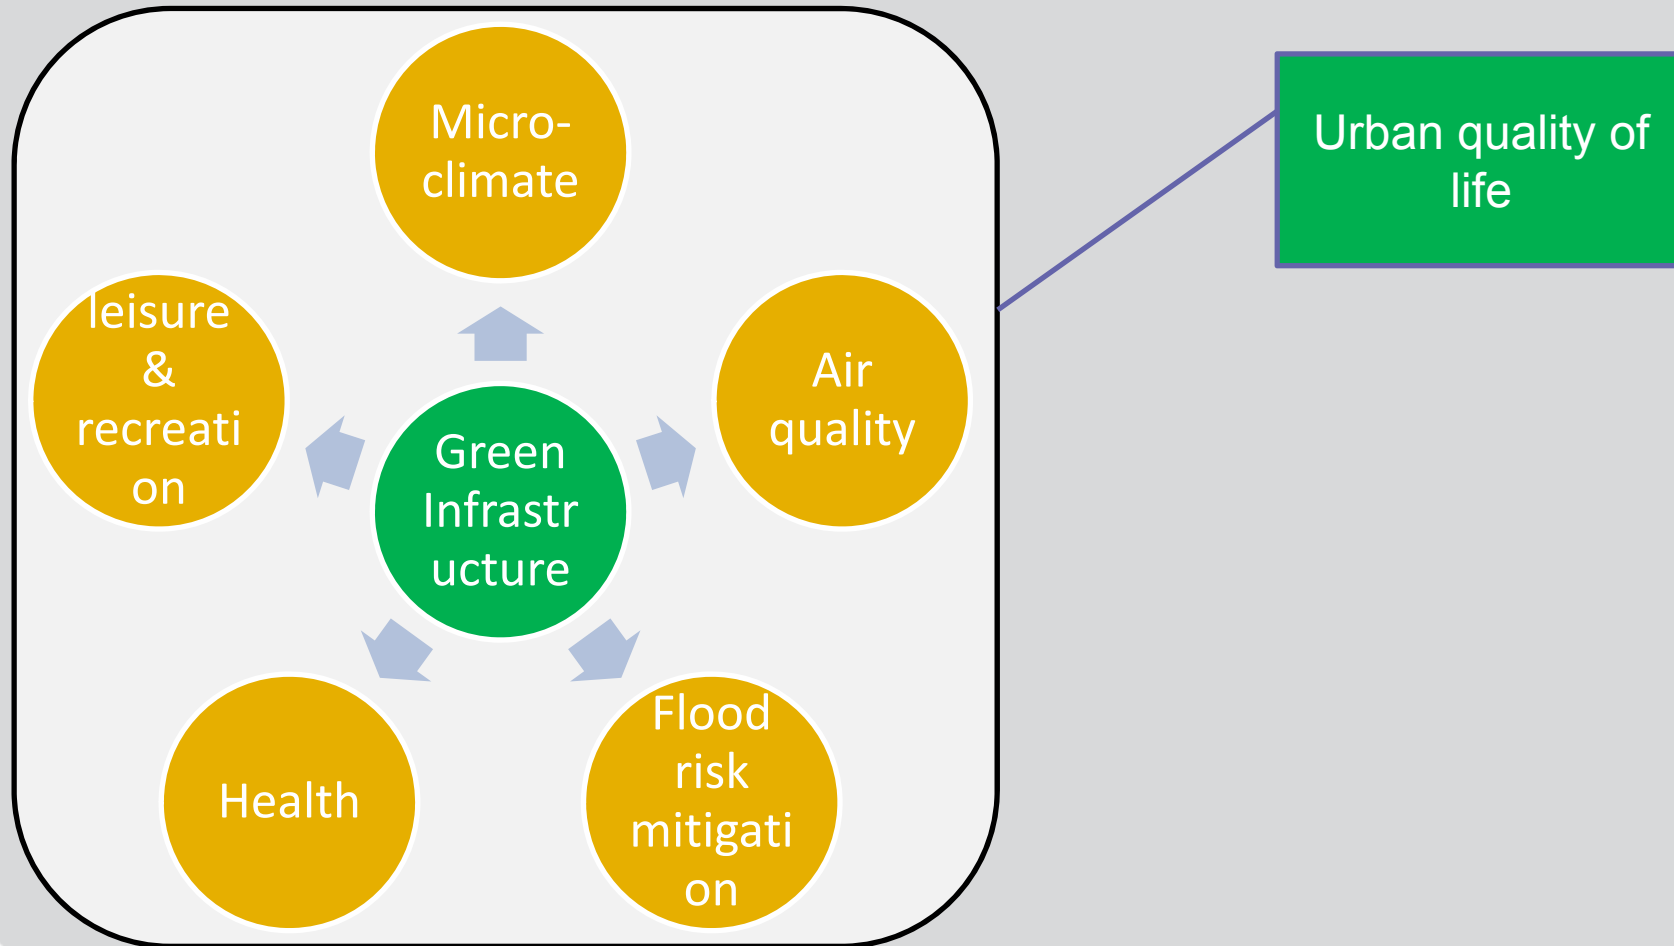 Micro-
climate
Urban quality of
life
leisure
&
recreati
on
Air
quality
Green
Infrastr
ucture
Health
Flood
risk
mitigati
on